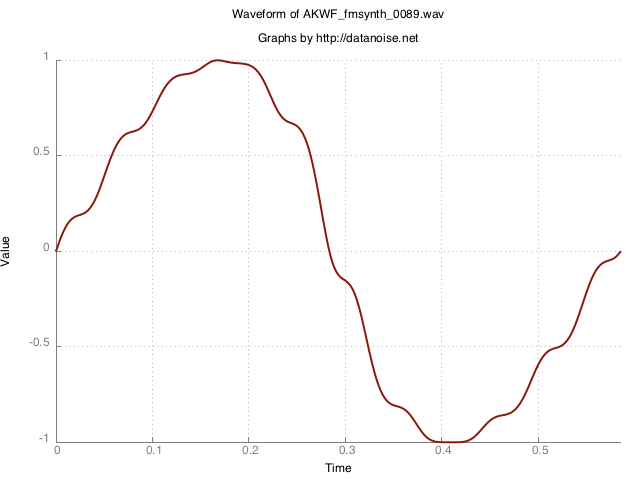 Waveform of AKWF_fmsynth_0089.wav
Graphs by http://datanoise.net
1
0.5
0
-0.5
-1
Value
0 0.1 0.2 0.3 0.4 0.5
Time